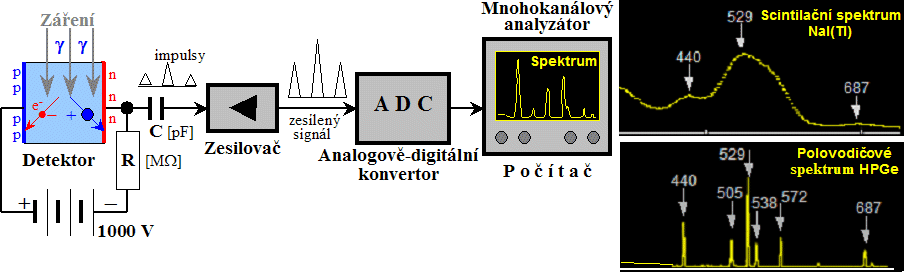 Záření
γ γ
p n
p n
p n
p n
e-
−
+
Detektor
+
−
1000 V
R
[MΩ]
impulsy
C [pF]
Zesilovač
zesílený
signál
A D C
Analogově-digitální
konvertor
Mnohokanálový
analyzátor
Spektrum
Počítač
Scintilační spektrum
NaI(Tl)
440
529
687
Polovodičové
spektrum HPGe
440
505
529
538
572
687